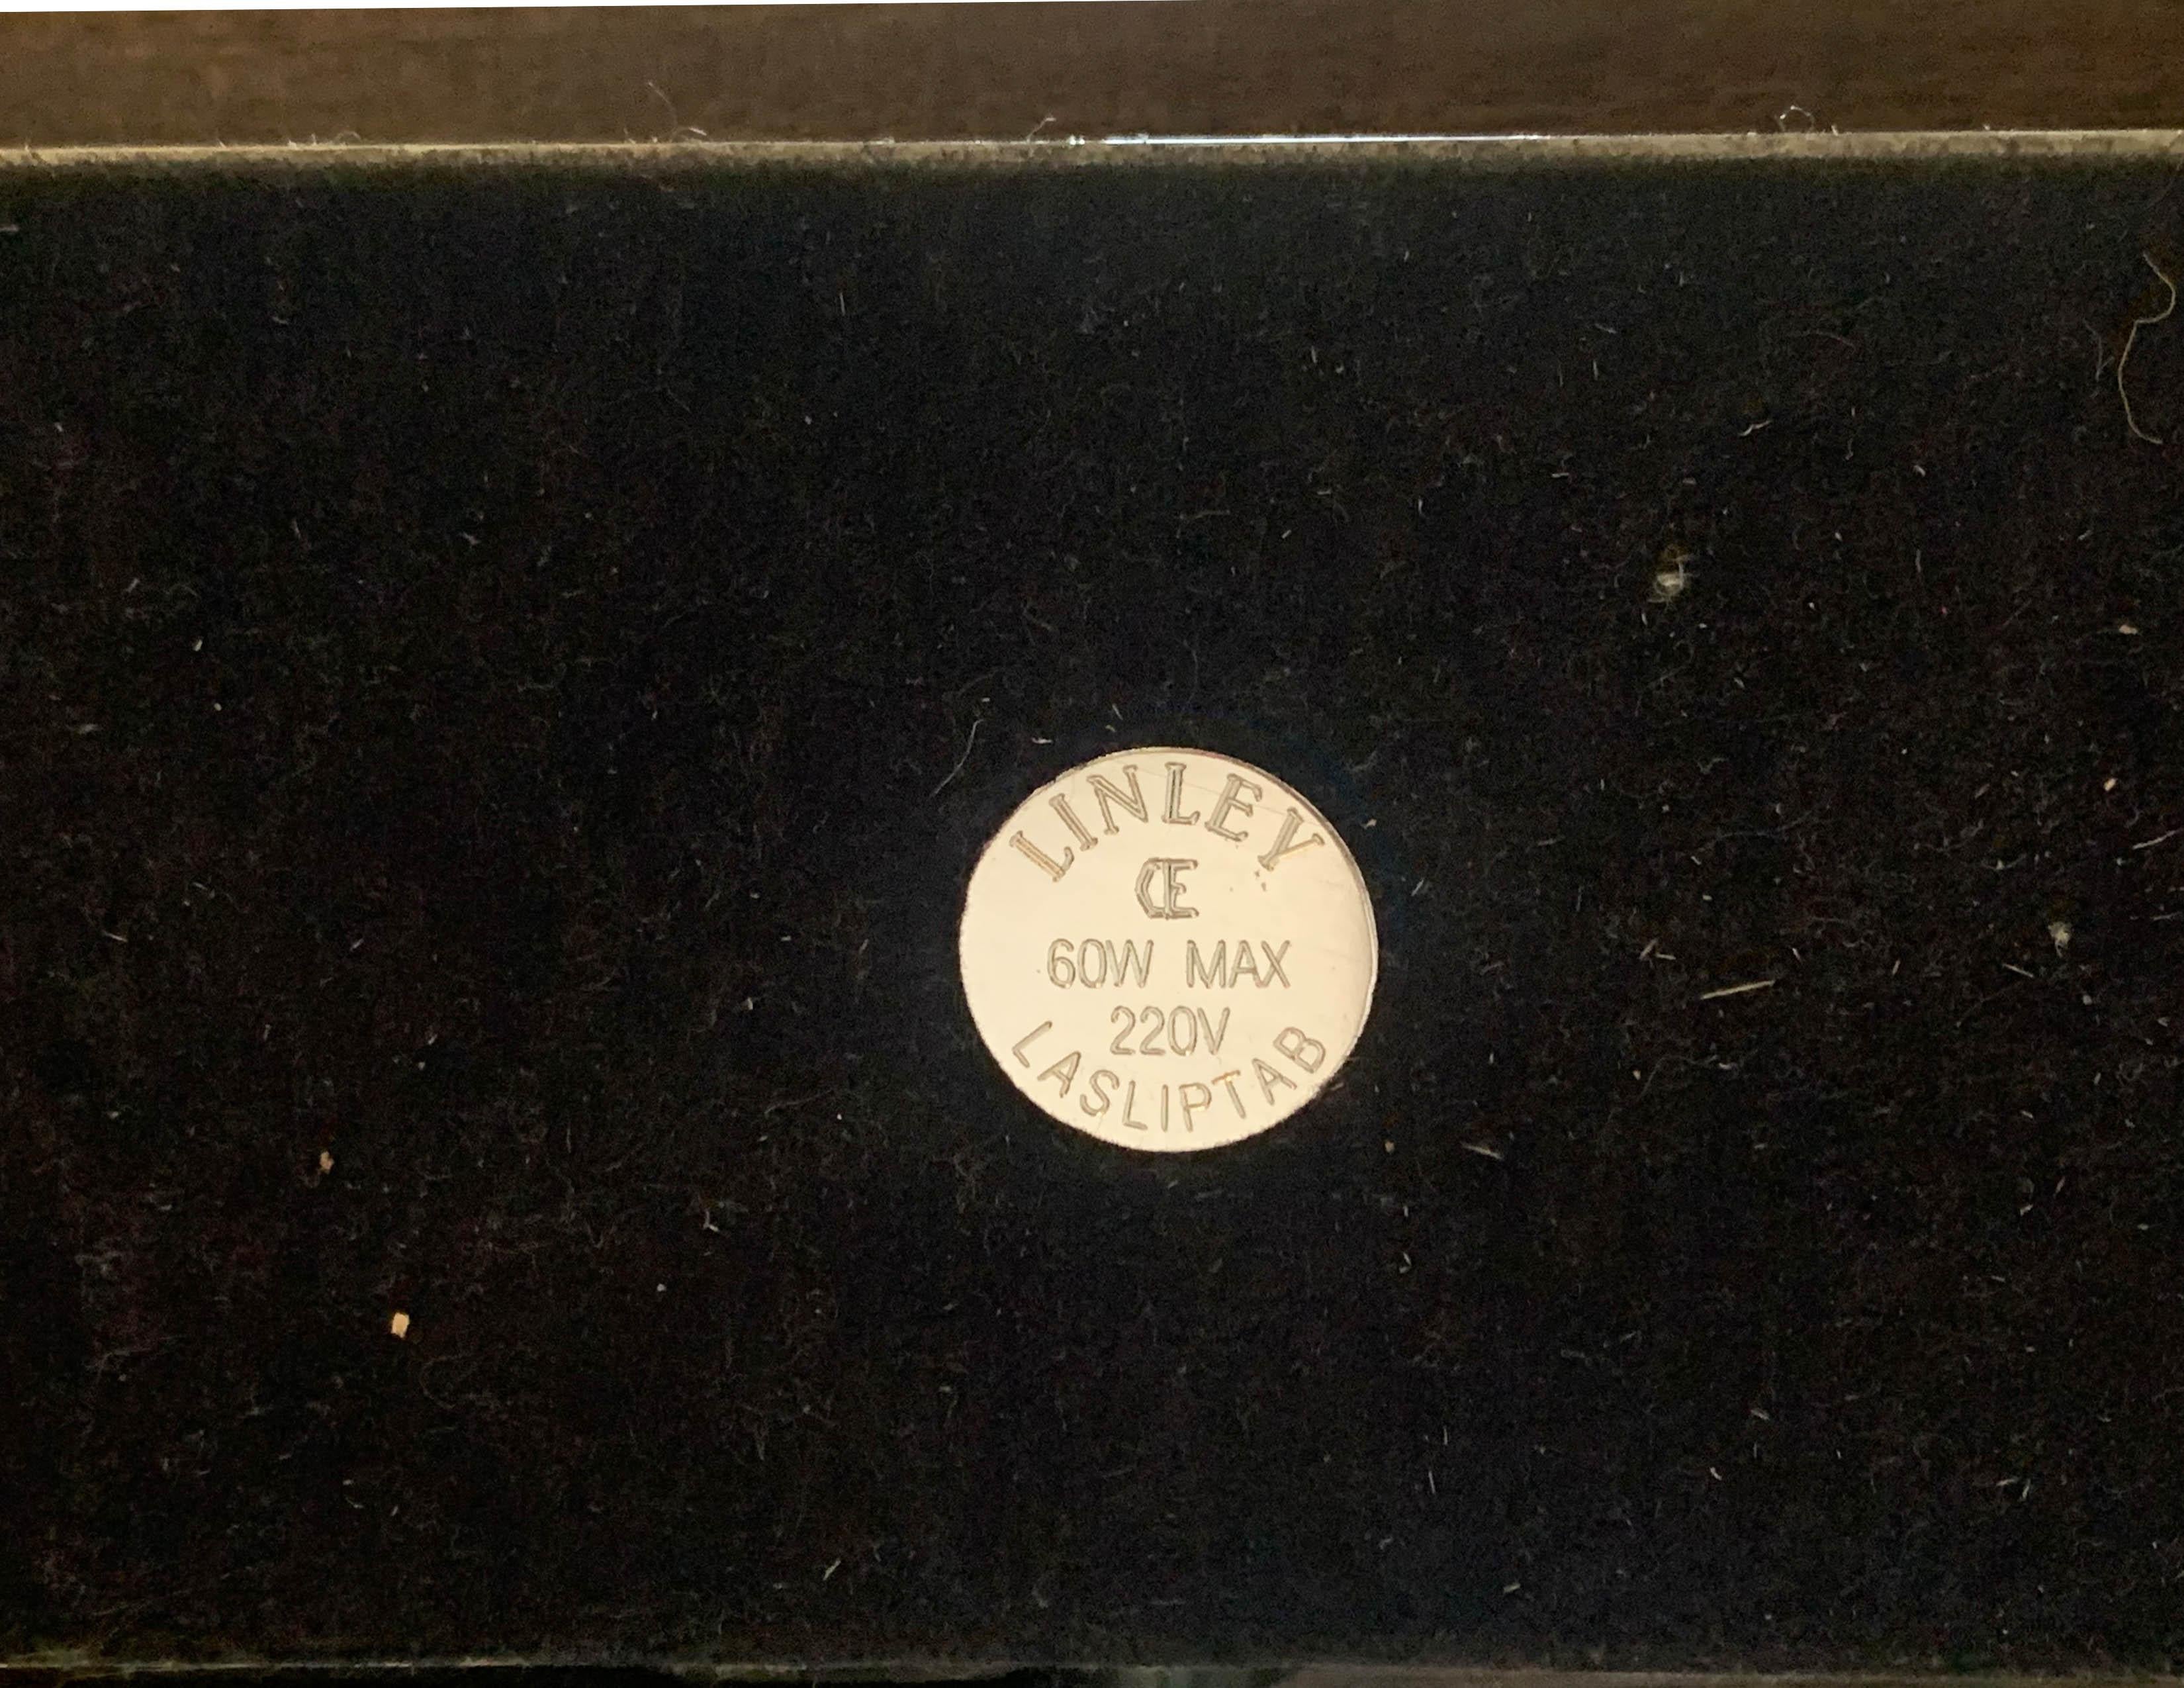 LINLEY
CE
60W MAX
220V
LASLIPTAB